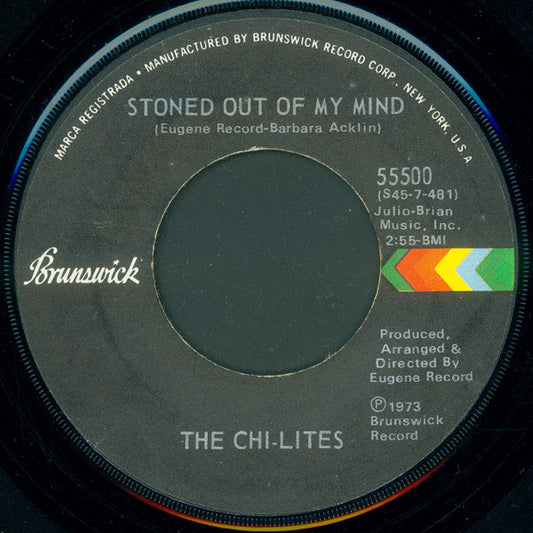 MARCA REGISTRADA • MANUFACTURED BY BRUNSWICK RECORD CORP., NEW YORK, U.S.A
STONED OUT OF MY MIND
(Eugene Record-Barbara Acklin)
55500
(S45-7-481)
Julio-Brian
Music, Inc.
2:55-BMI
Brunswick
Produced,
Arranged &
Directed By
Eugene Record
Ⓟ 1973
Brunswick
Record
THE CHI-LITES